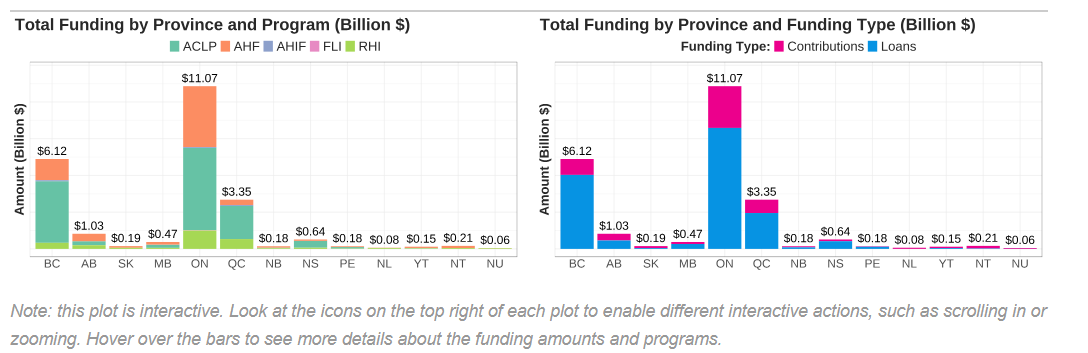 Total Funding by Province and Program (Billion $)
ACLP AHF AHIF FLI RHI
Amount (Billion $)
$6.12
$1.03
$0.19
$0.47
$11.07
$3.35
$0.18
$0.64
$0.18
$0.08
$0.15
$0.21
$0.06
BC AB SK MB ON QC NB NS PE NL YT NT NU
Total Funding by Province and Funding Type (Billion $)
Funding Type: Contributions Loans
Amount (Billion $)
$6.12
$1.03
$0.19
$0.47
$11.07
$3.35
$0.18
$0.64
$0.18
$0.08
$0.15
$0.21
$0.06
BC AB SK MB ON QC NB NS PE NL YT NT NU
Note: this plot is interactive. Look at the icons on the top right of each plot to enable different interactive actions, such as scrolling in or
zooming. Hover over the bars to see more details about the funding amounts and programs.